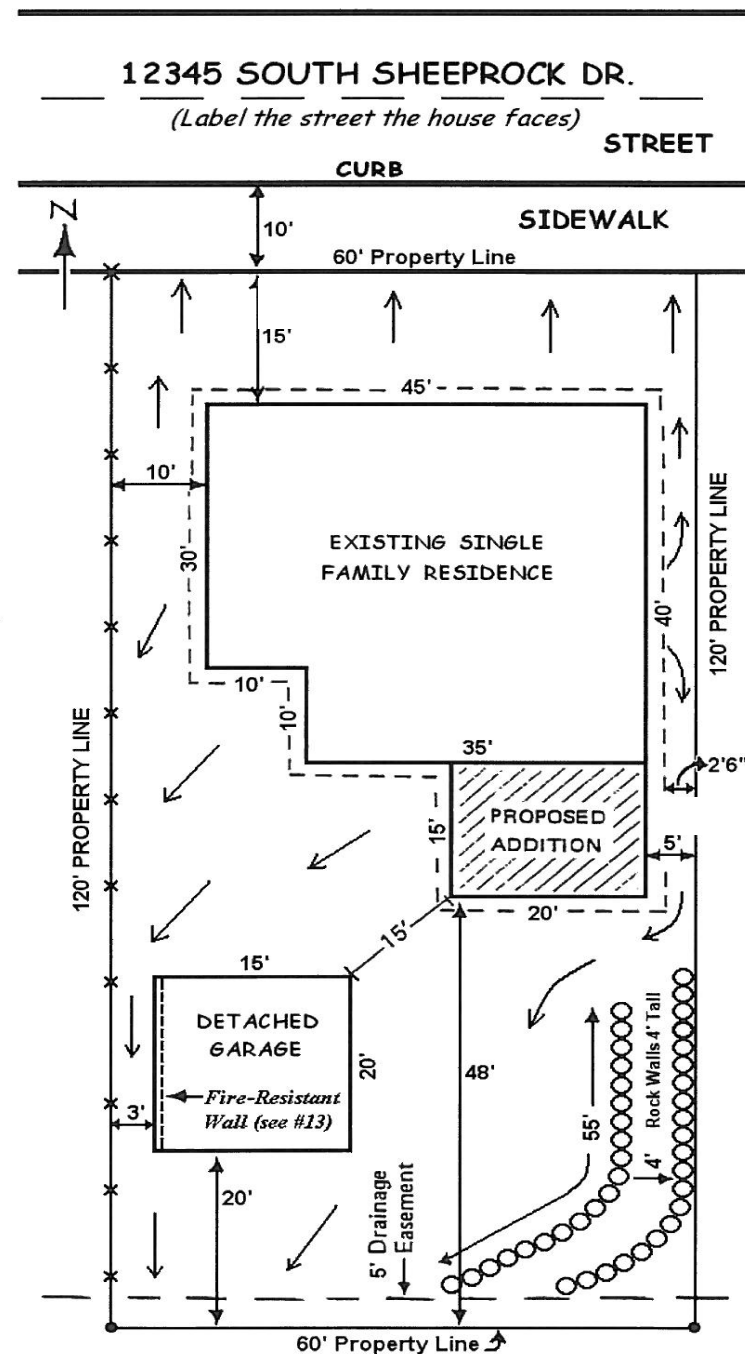 12345 SOUTH SHEEPROCK DR.
(Label the street the house faces)
STREET
CURB
N
10'
SIDEWALK
60' Property Line
15'
45'
10'
EXISTING SINGLE
FAMILY RESIDENCE
30'
40'
120' PROPERTY LINE
10'
10'
35'
2'6"
PROPOSED
ADDITION
15'
5'
120' PROPERTY LINE
20'
15'
15'
DETACHED
GARAGE
20'
48'
Rock Walls 4' Tall
55'
Fire-Resistant
Wall (see #13)
3'
4'
20'
5' Drainage
Easement
60' Property Line